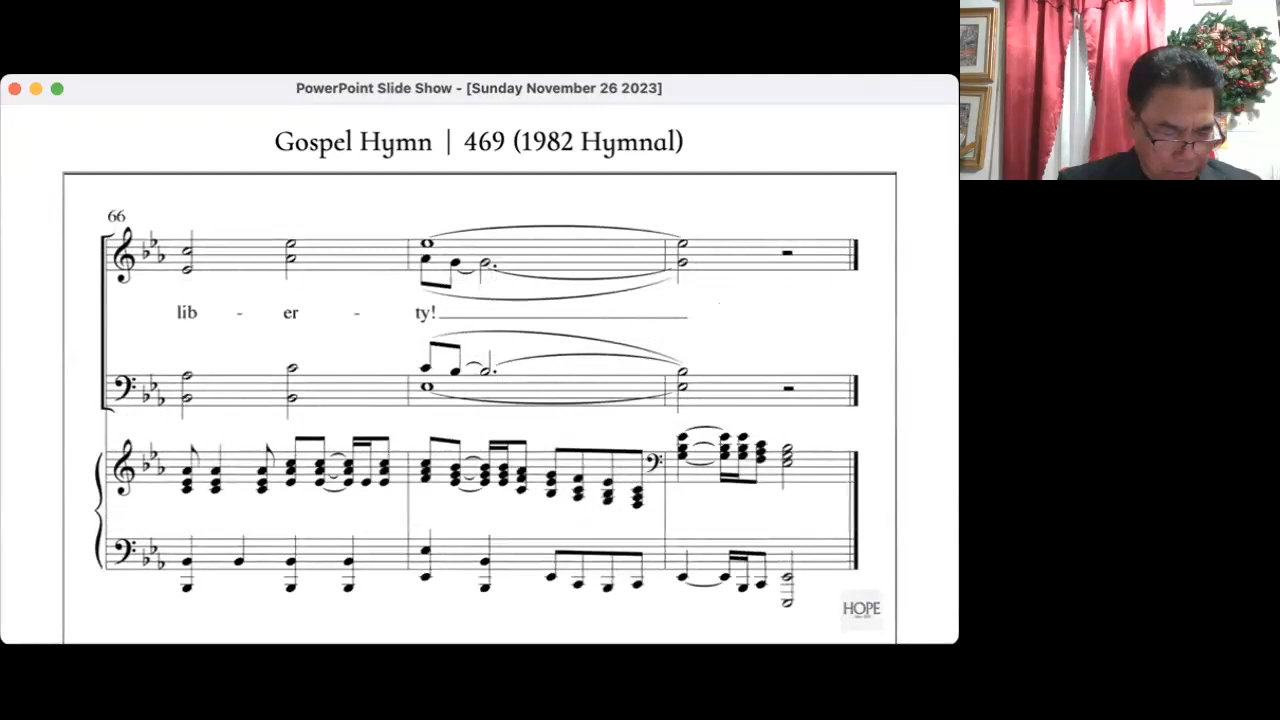 PowerPoint Slide Show - [Sunday November 26 2023]
Gospel Hymn | 469 (1982 Hymnal)
66
lib - er - ty!
HOPE